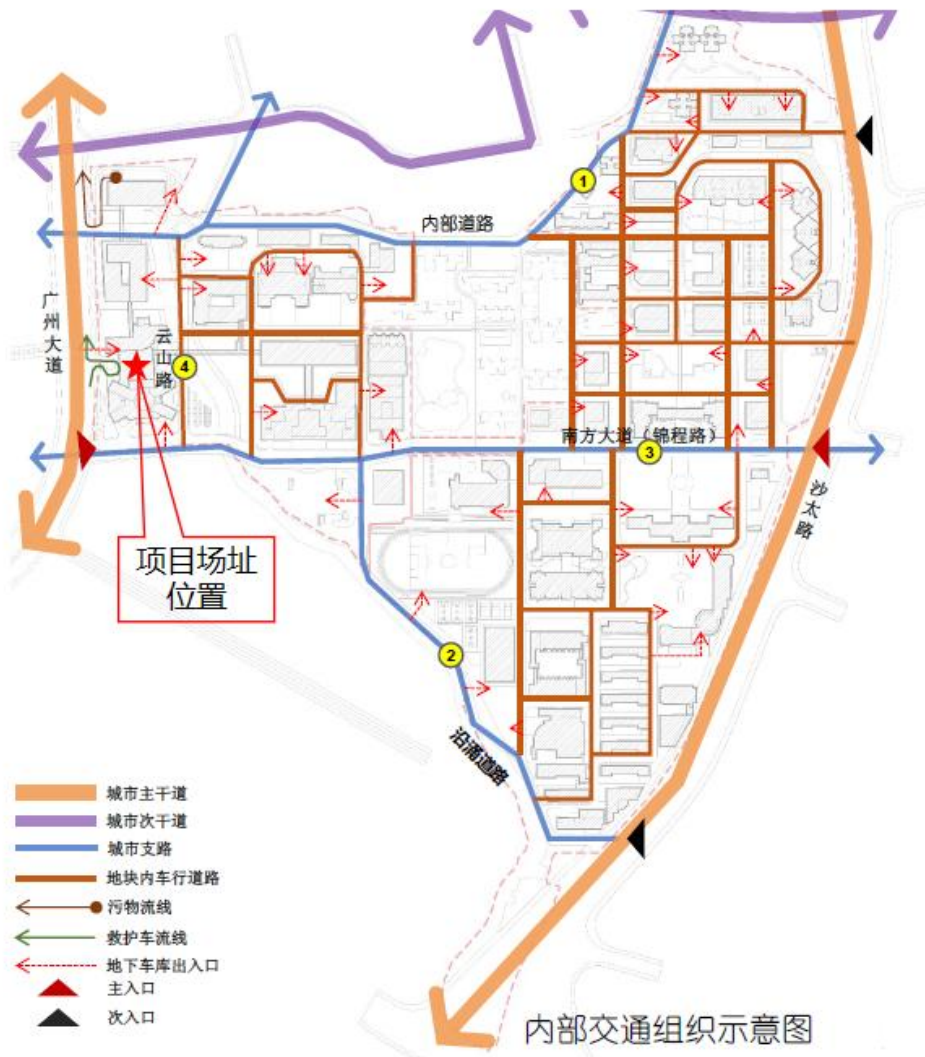 1
内部道路
广州大道
云山路
4
南方大道（锦程路）
3
沙太路
项目场址
位置
2
沿涌道路
城市主干道
城市次干道
城市支路
地块内车行道路
污物流线
救护车流线
地下车库出入口
主入口
次入口
内部交通组织示意图